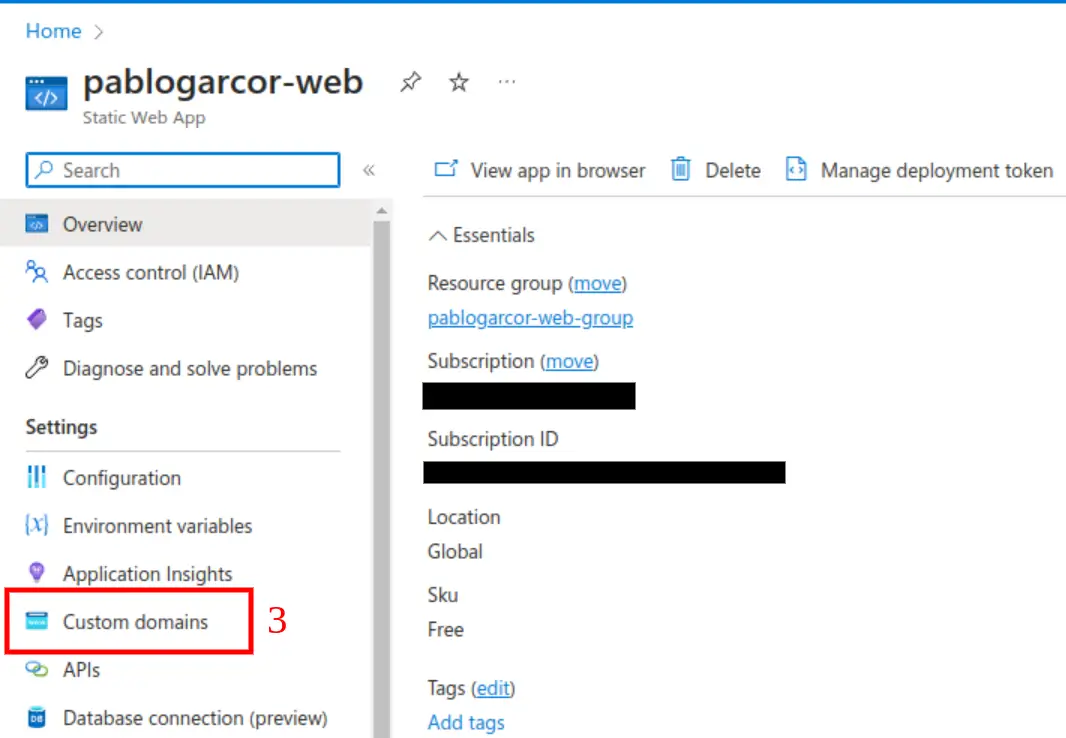 Home
pablogarcor-web
Static Web App
Search
Overview
Access control (IAM)
Tags
Diagnose and solve problems
Settings
Configuration
Environment variables
Application Insights
Custom domains 3
APIs
Database connection (preview)
View app in browser Delete Manage deployment token
Essentials
Resource group (move)
pablogarcor-web-group
Subscription (move)
Subscription ID
Location
Global
Sku
Free
Tags (edit)
Add tags